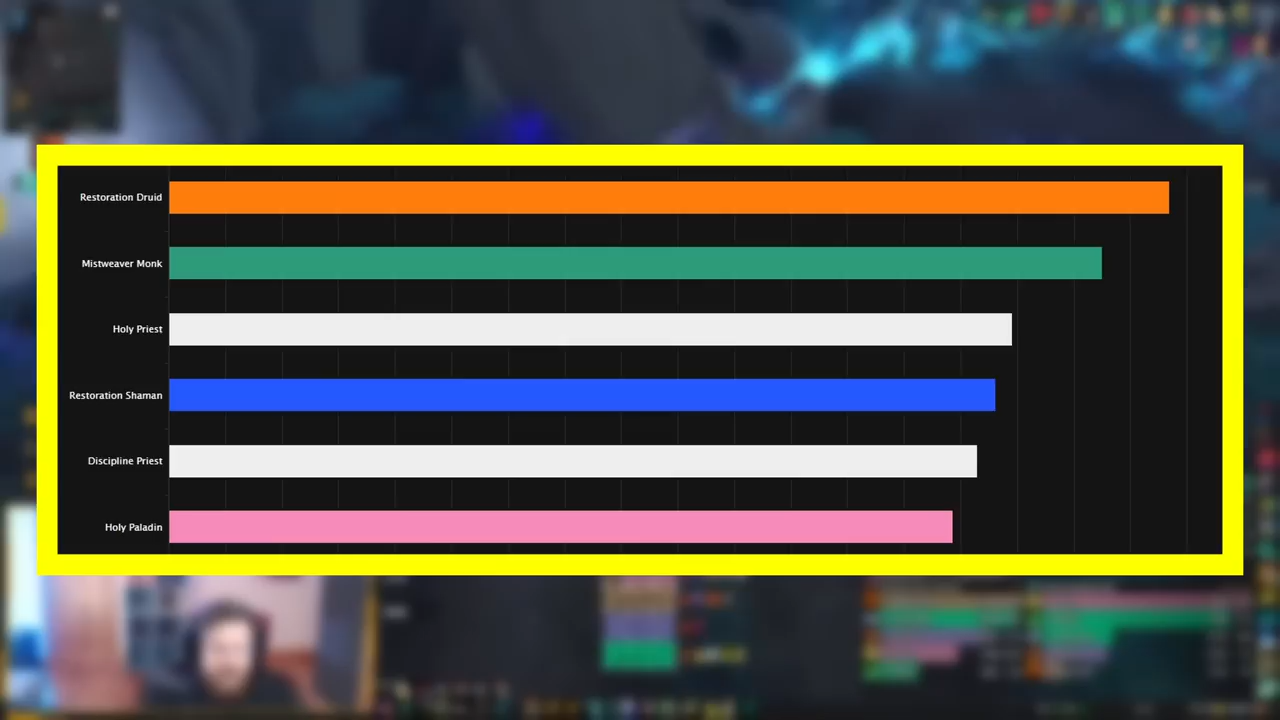 Restoration Druid
Mistweaver Monk
Holy Priest
Restoration Shaman
Discipline Priest
Holy Paladin